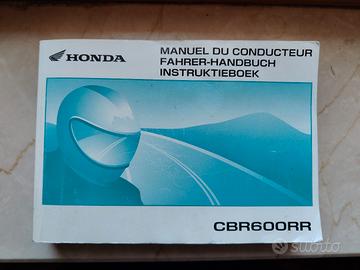 HONDA
MANUEL DU CONDUCTEUR
FAHRER-HANDBUCH
INSTRUKTIEBOEK
CBR600RR
subito